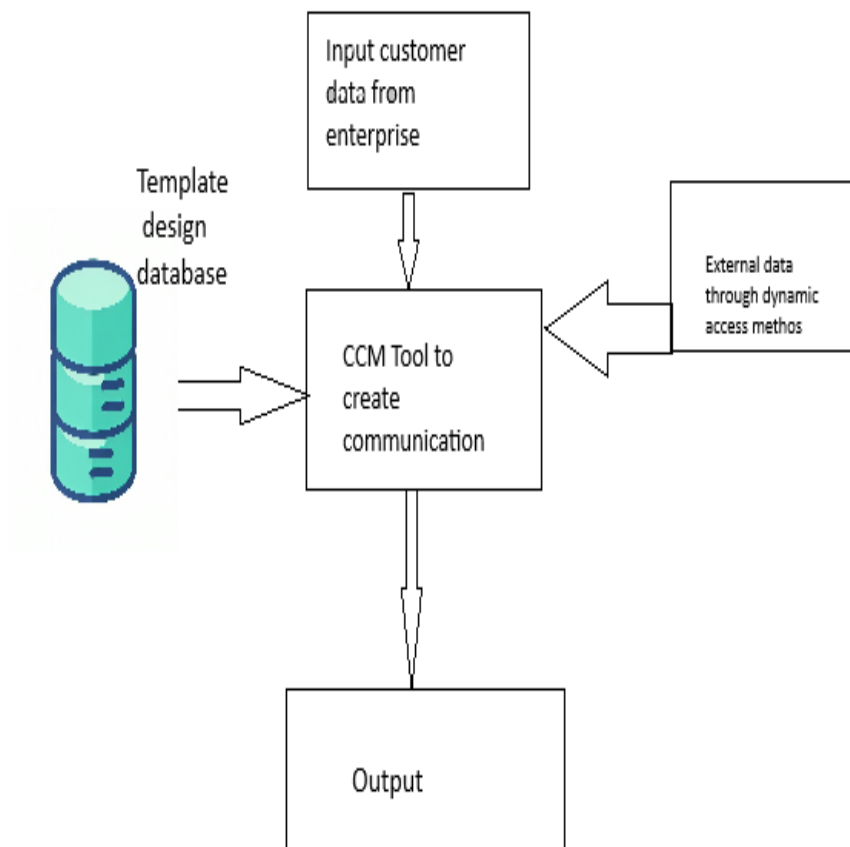 Input customer
data from
enterprise
Template
design
database
External data
through dynamic
access methos
CCM Tool to
create
communication
Output